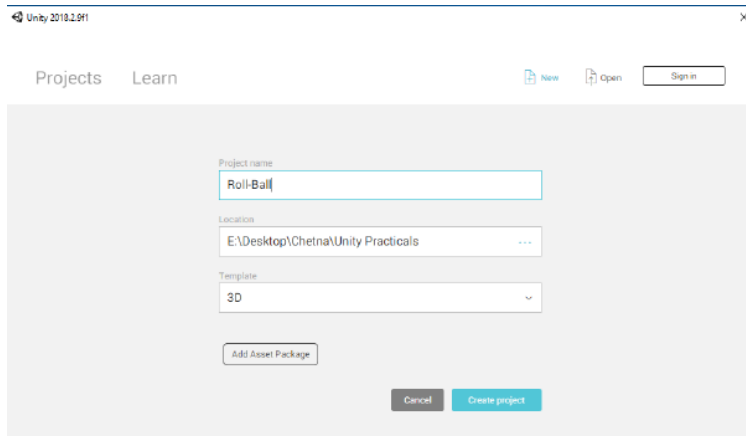 Unity 2018.2.9f1
Projects Learn New Open Sign in
Project name
Roll-Ball
Location
E:\Desktop\Chetna\Unity Practicals ...
Template
3D
Add Asset Package
Cancel Create project